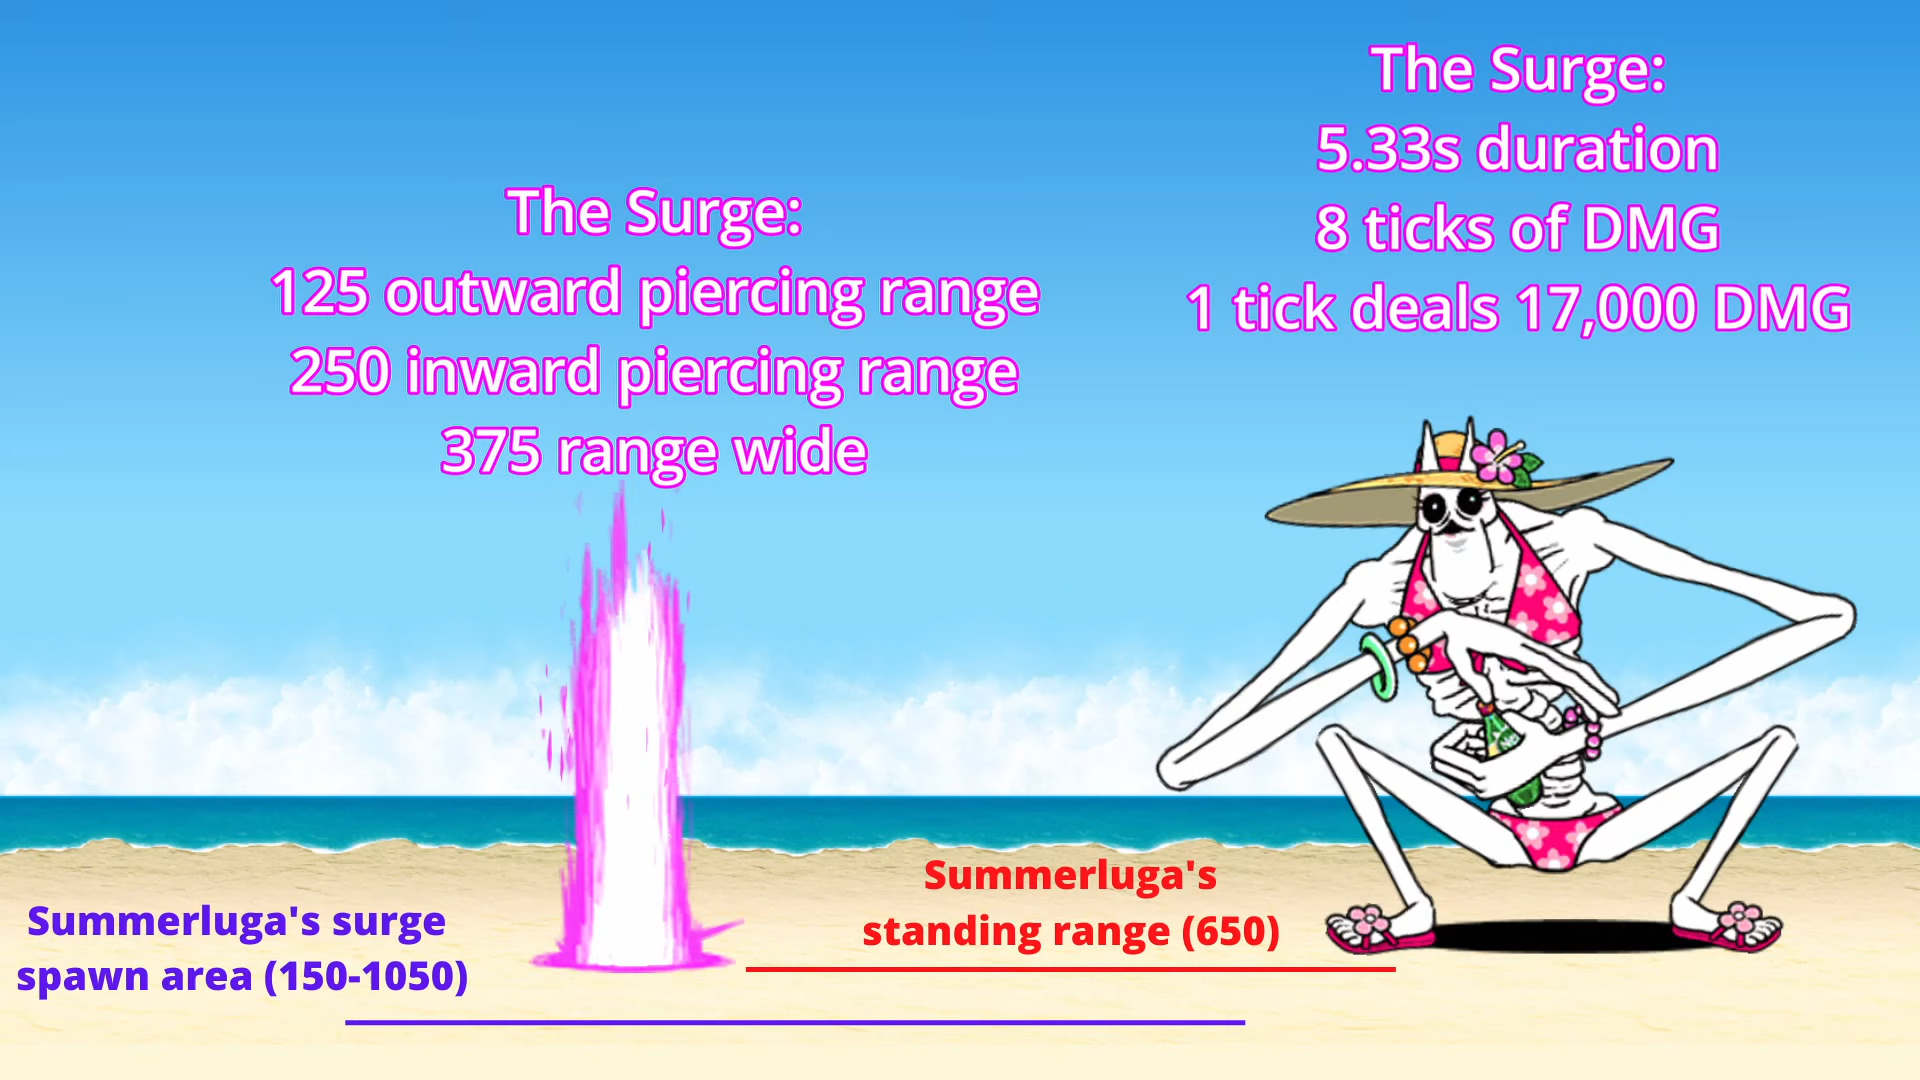 The Surge:
5.33s duration
8 ticks of DMG
1 tick deals 17,000 DMG
The Surge:
125 outward piercing range
250 inward piercing range
375 range wide
Summerluga's
standing range (650)
Summerluga's surge
spawn area (150-1050)